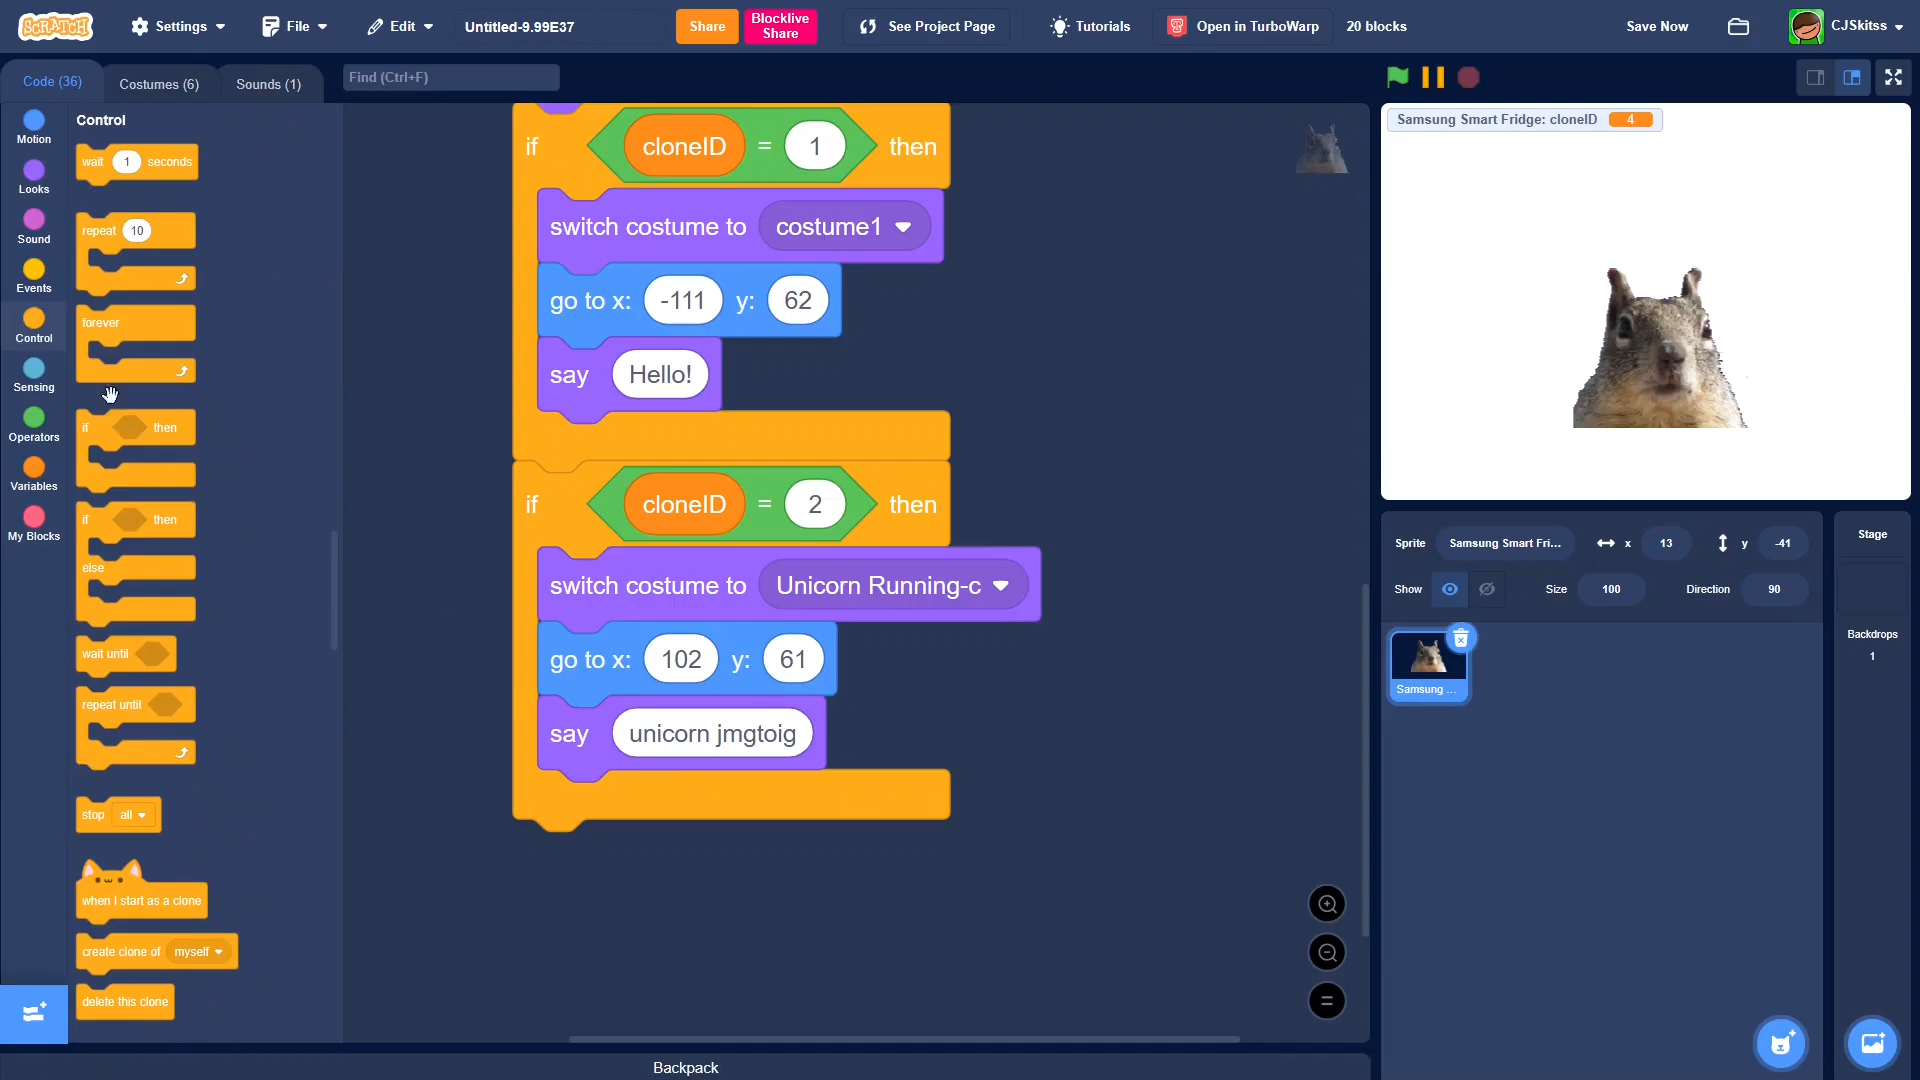 SCRATCH
Settings
File
Edit
Untitled-9.99E37
Share
Blocklive
Share
See Project Page
Tutorials
Open in TurboWarp
20 blocks
Save Now
CJSkitss
Code (36)
Costumes (6)
Sounds (1)
Find (Ctrl+F)
Motion
Looks
Sound
Events
Control
Sensing
Operators
Variables
My Blocks
Control
wait 1 seconds
repeat 10
forever
if then
if then
else
wait until
repeat until
stop all
when I start as a clone
create clone of myself
delete this clone
if cloneID = 1 then
switch costume to costume1
go to x: -111 y: 62
say Hello!
if cloneID = 2 then
switch costume to Unicorn Running-c
go to x: 102 y: 61
say unicorn jmgtoig
Backpack
Samsung Smart Fridge: cloneID 4
Sprite Samsung Smart Fri... x 13 y -41
Show Size 100 Direction 90
Samsung ...
Stage
Backdrops
1